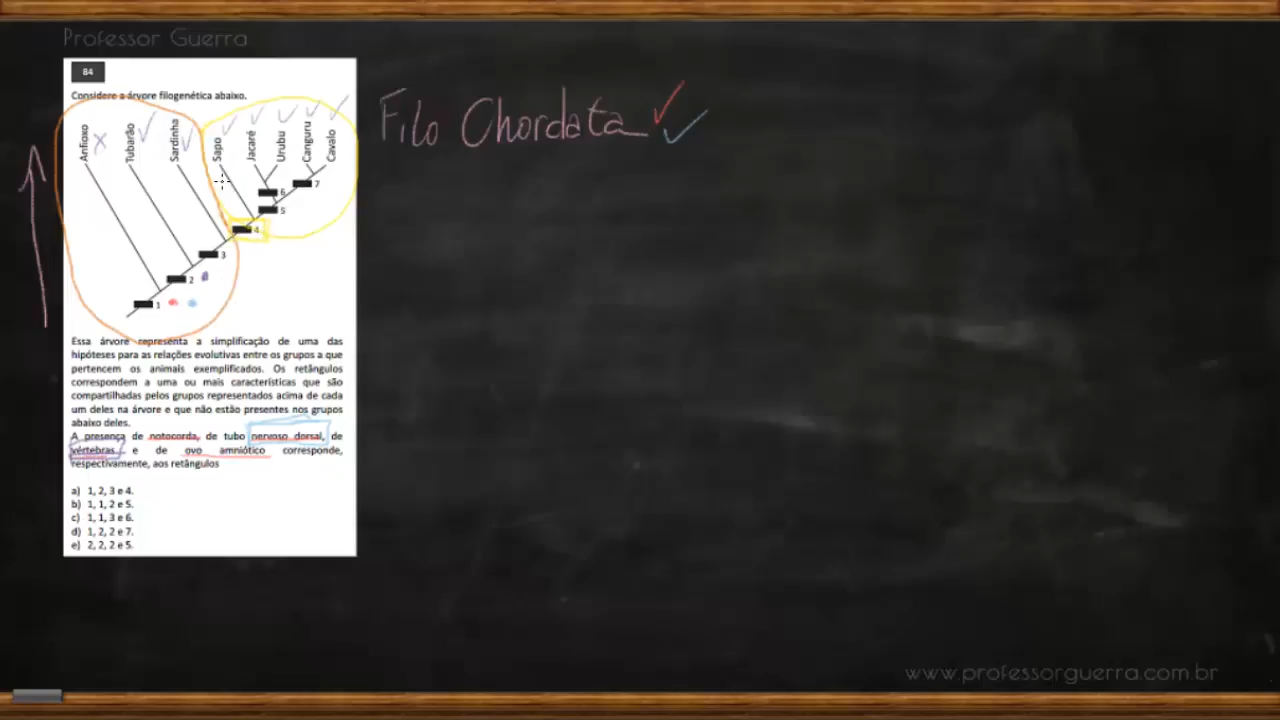 Professor Guerra
84
Considere a árvore filogenética abaixo.
Anfioxo
Tubarão
Sardinha
Sapo
Jacaré
Urubu
Canguru
Cavalo
7
6
5
4
3
2
1
Filo Chordata
Essa árvore representa a simplificação de uma das
hipóteses para as relações evolutivas entre os grupos a que
pertencem os animais exemplificados. Os retângulos
correspondem a uma ou mais características que são
compartilhadas pelos grupos representados acima de cada
um deles na árvore e que não estão presentes nos grupos
abaixo deles.
A presença de notocorda, de tubo nervoso dorsal, de
vértebras e de ovo amniótico corresponde,
respectivamente, aos retângulos
a) 1, 2, 3 e 4.
b) 1, 1, 2 e 5.
c) 1, 1, 3 e 6.
d) 1, 2, 2 e 7.
e) 2, 2, 2 e 5.
www.professorguerra.com.br